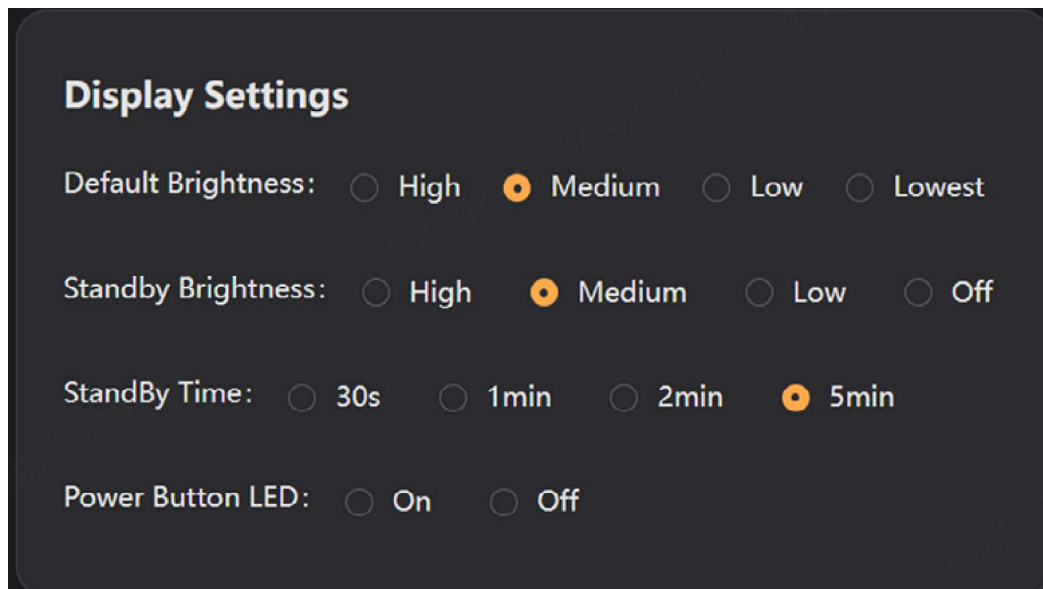 Display Settings
Default Brightness: High Medium Low Lowest
Standby Brightness: High Medium Low Off
StandBy Time: 30s 1min 2min 5min
Power Button LED: On Off